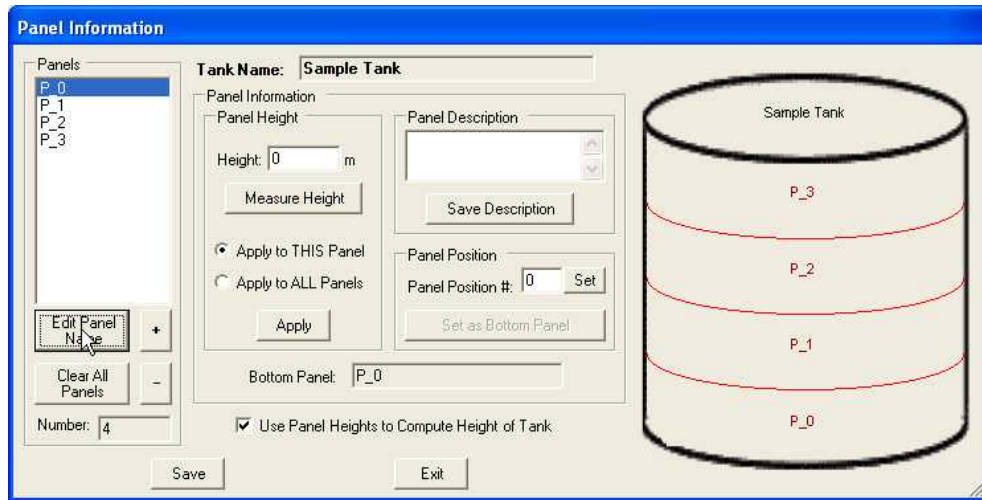 Panel Information
Panels
P_0
P_1
P_2
P_3
Edit Panel
Name
+
Clear All
Panels
-
Number: 4
Tank Name: Sample Tank
Panel Information
Panel Height
Height: 0 m
Measure Height
Apply to THIS Panel
Apply to ALL Panels
Apply
Panel Description
Save Description
Panel Position
Panel Position #: 0 Set
Set as Bottom Panel
Bottom Panel: P_0
Use Panel Heights to Compute Height of Tank
Save
Exit
Sample Tank
P_3
P_2
P_1
P_0